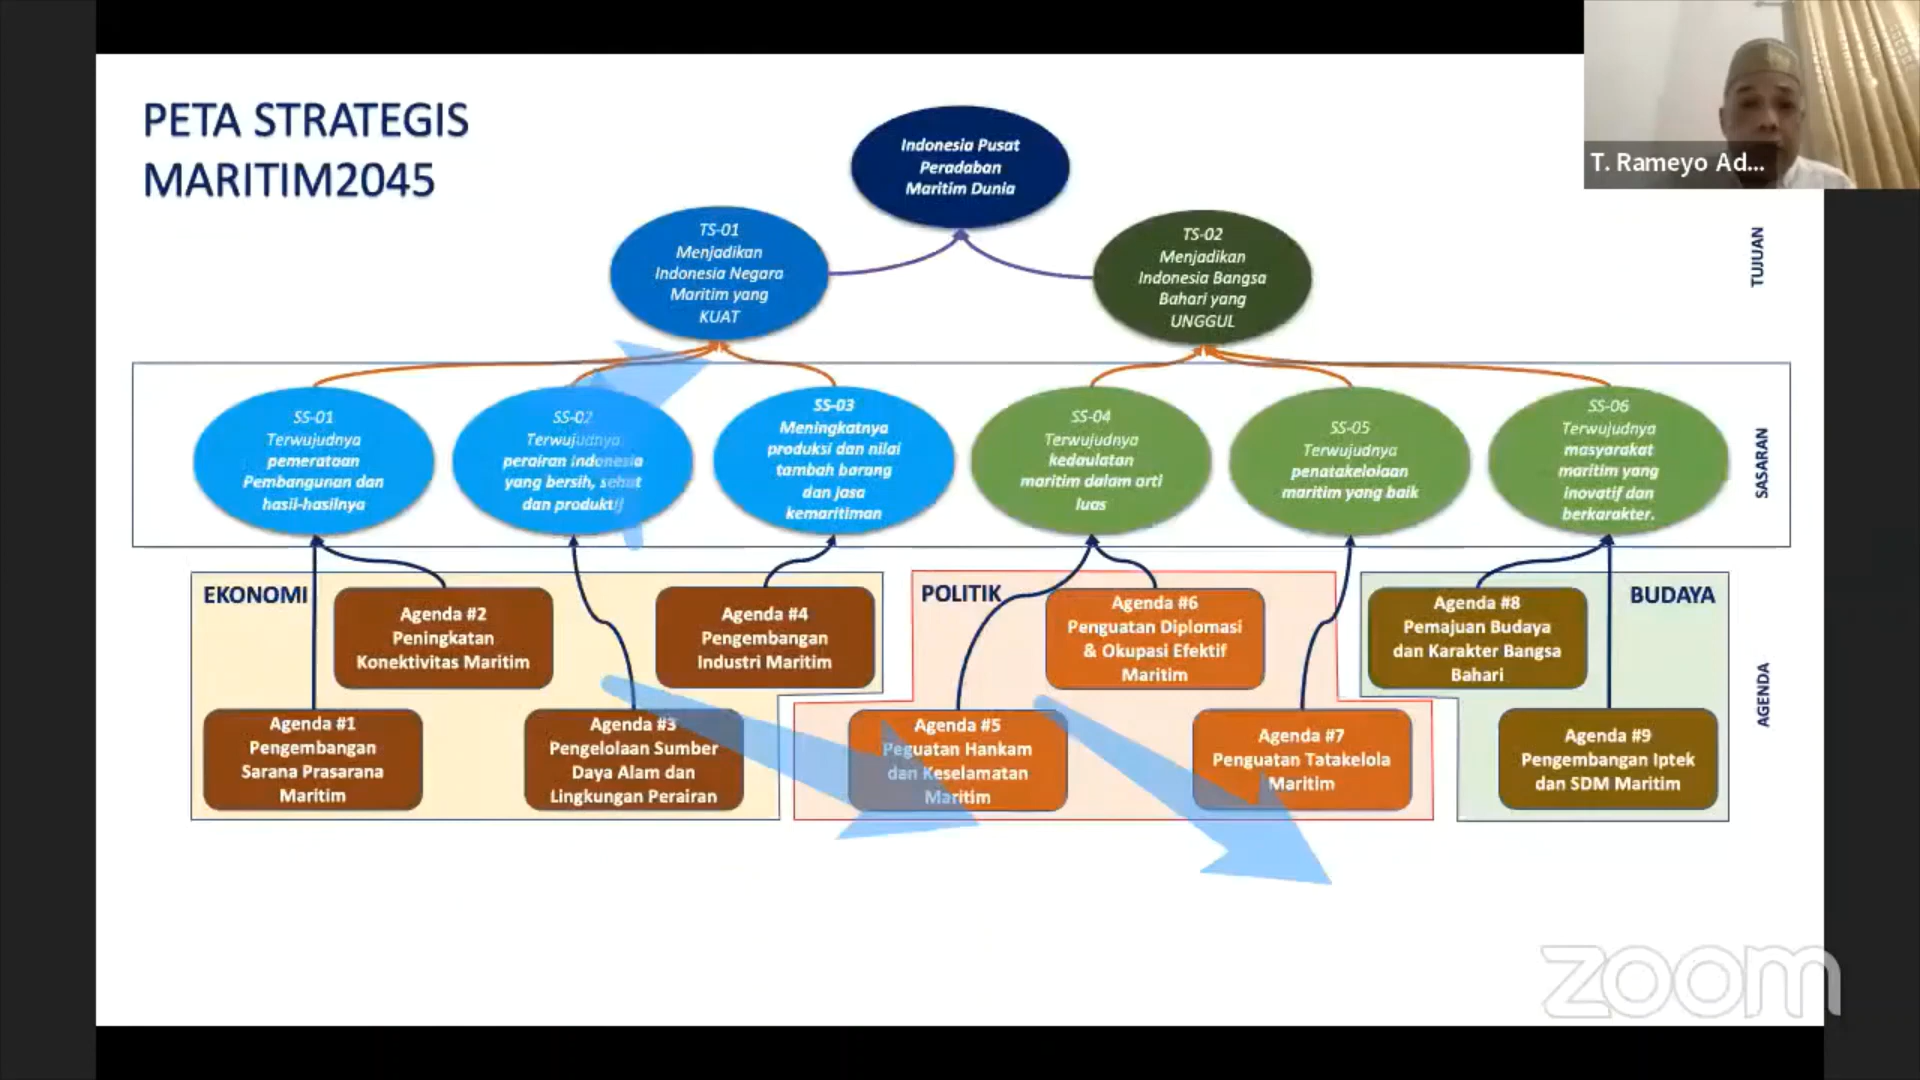 PETA STRATEGIS
MARITIM2045
T. Rameyo Ad...
Indonesia Pusat
Peradaban
Maritim Dunia
TUJUAN
TS-01
Menjadikan
Indonesia Negara
Maritim yang
KUAT
TS-02
Menjadikan
Indonesia Bangsa
Bahari yang
UNGGUL
SASARAN
SS-01
Terwujudnya
pemerataan
Pembangunan dan
hasil-hasilnya
SS-02
Terwujudnya
perairan indonesia
yang bersih, sehat
dan produktif
SS-03
Meningkatnya
produksi dan nilai
tambah barang
dan jasa
kemaritiman
SS-04
Terwujudnya
kedaulatan
maritim dalam arti
luas
SS-05
Terwujudnya
penatakelolaan
maritim yang baik
SS-06
Terwujudnya
masyarakat
maritim yang
inovatif dan
berkarakter.
AGENDA
EKONOMI
Agenda #2
Peningkatan
Konektivitas Maritim
Agenda #4
Pengembangan
Industri Maritim
Agenda #1
Pengembangan
Sarana Prasarana
Maritim
Agenda #3
Pengelolaan Sumber
Daya Alam dan
Lingkungan Perairan
POLITIK
Agenda #6
Penguatan Diplomasi
& Okupasi Efektif
Maritim
Agenda #5
Peguatan Hankam
dan Keselamatan
Maritim
Agenda #7
Penguatan Tatakelola
Maritim
BUDAYA
Agenda #8
Pemajuan Budaya
dan Karakter Bangsa
Bahari
Agenda #9
Pengembangan Iptek
dan SDM Maritim
zoom